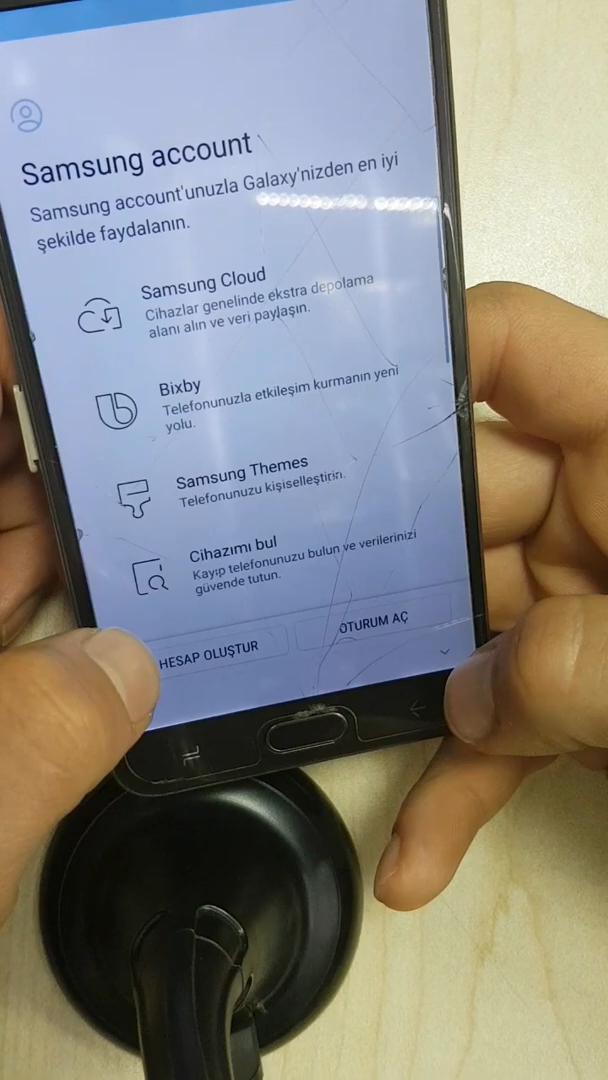 Samsung account
Samsung account'unuzla Galaxy'nizden en iyi
şekilde faydalanın.
Samsung Cloud
Cihazlar genelinde ekstra depolama
alanı alın ve veri paylaşın.
Bixby
Telefonunuzla etkileşim kurmanın yeni
yolu.
Samsung Themes
Telefonunuzu kişiselleştirin.
Cihazımı bul
Kayıp telefonunuzu bulun ve verilerinizi
güvende tutun.
HESAP OLUŞTUR
OTURUM AÇ